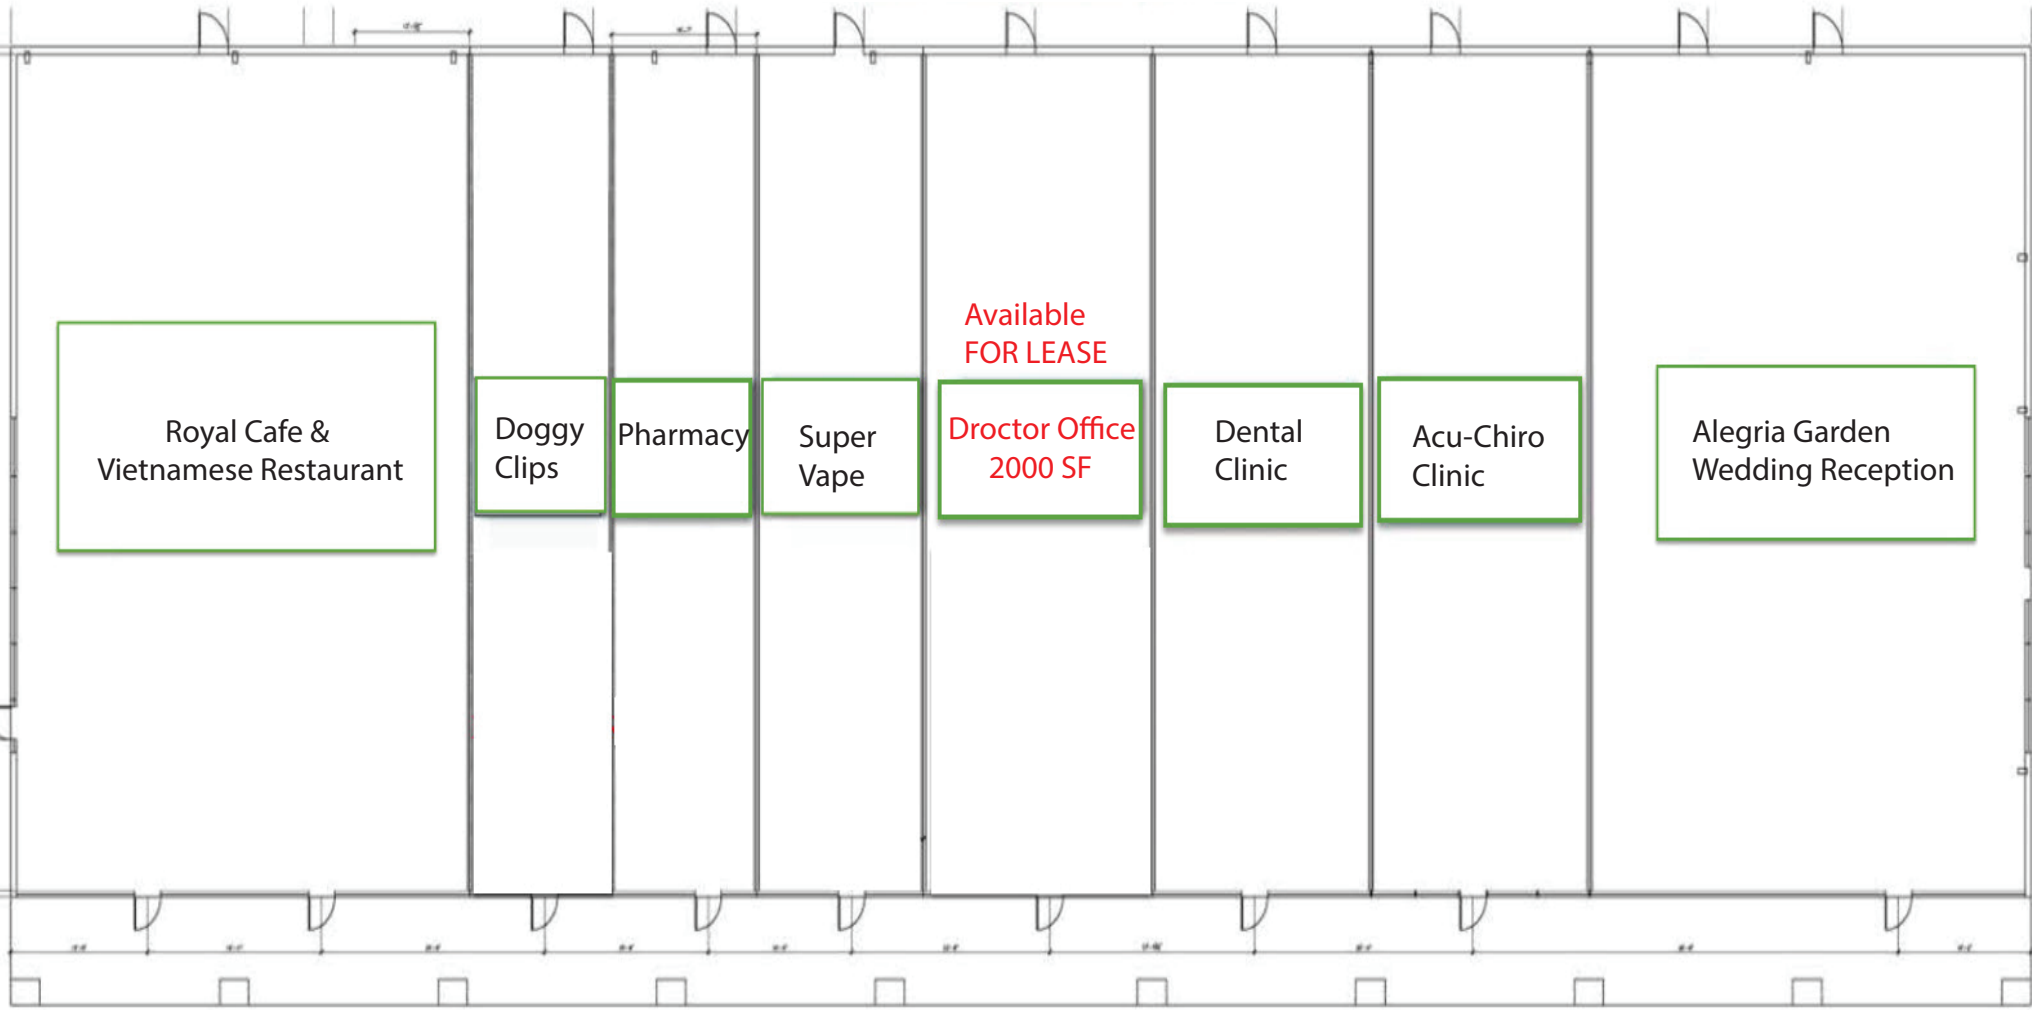 Royal Cafe &
Vietnamese Restaurant
Doggy
Clips
Pharmacy
Super
Vape
Available
FOR LEASE
Droctor Office
2000 SF
Dental
Clinic
Acu-Chiro
Clinic
Alegria Garden
Wedding Reception